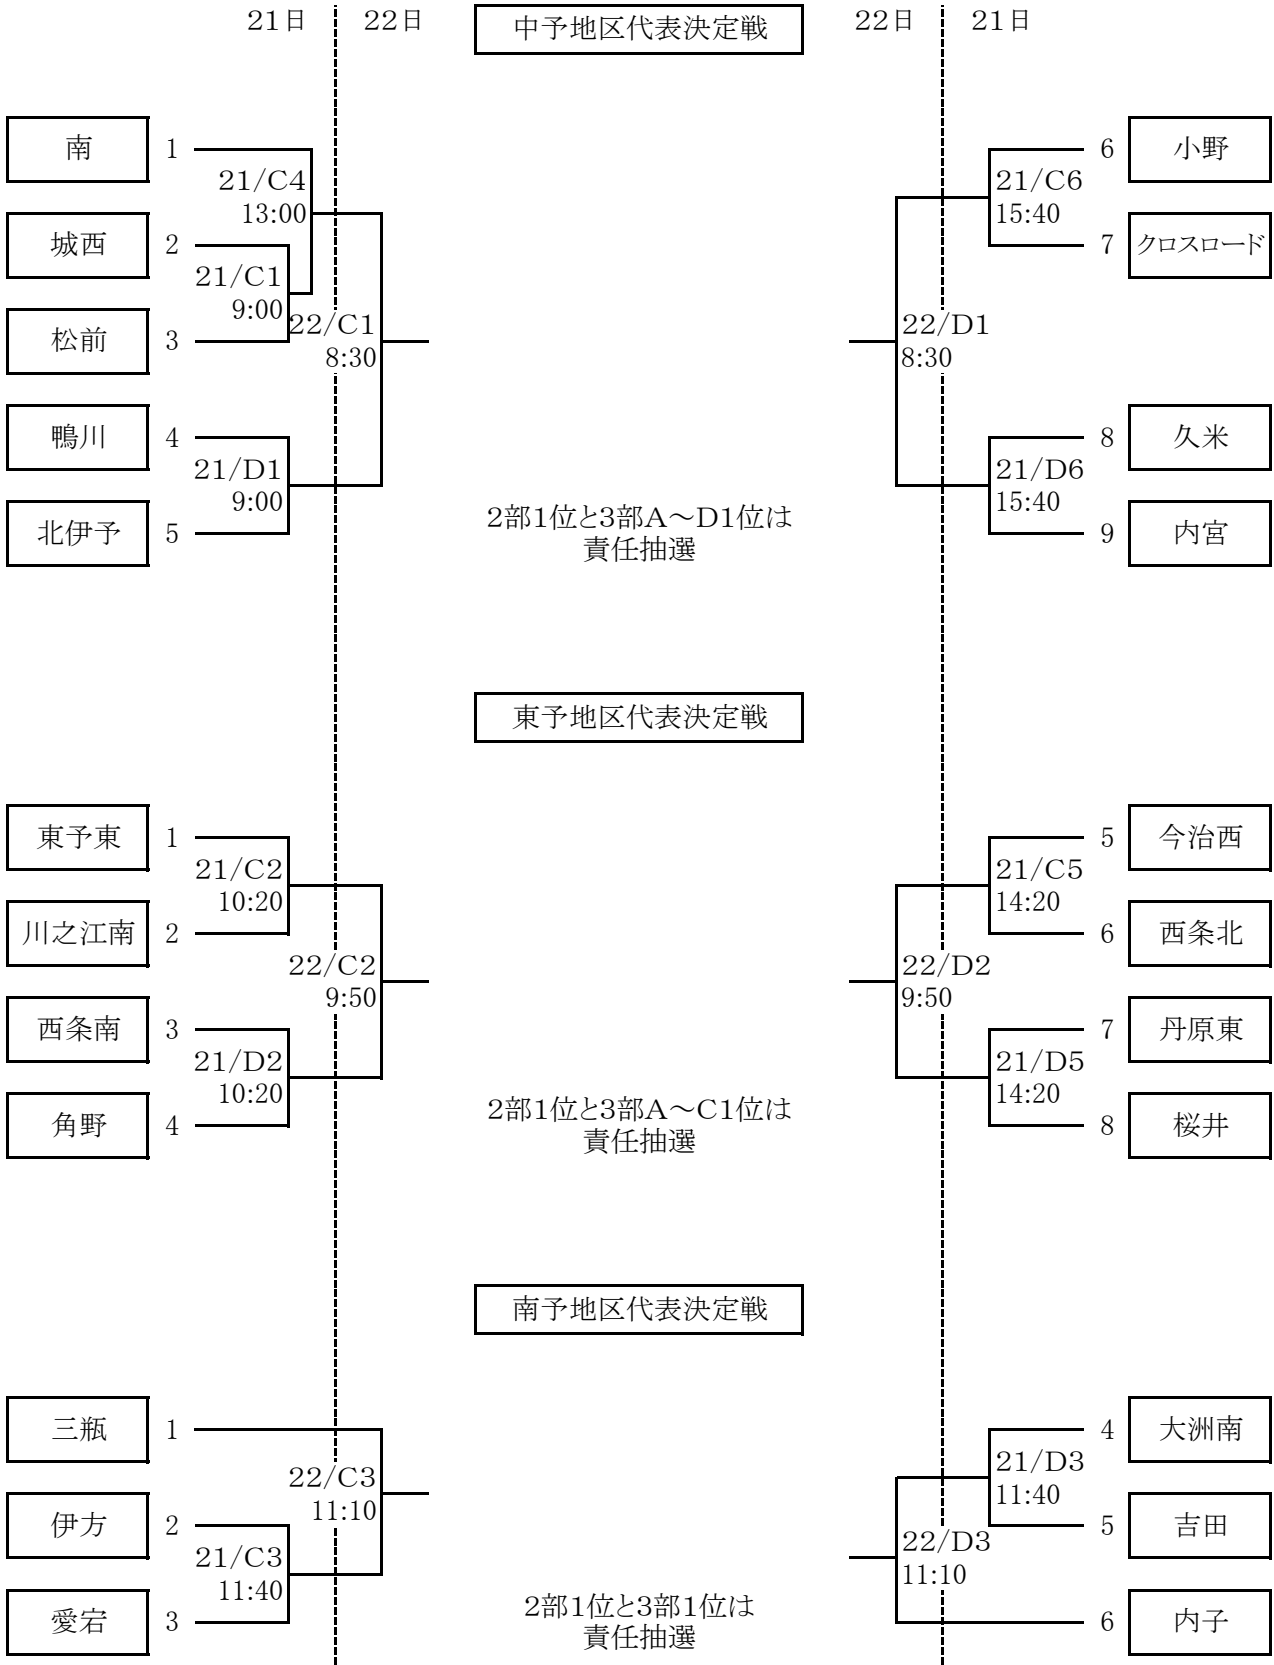 21日 22日 中予地区代表決定戦 22日 21日
南 1
21/C4
13:00
城西 2
21/C1
9:00
松前 3
22/C1
8:30
鴨川 4
21/D1
9:00
北伊予 5
6 小野
21/C6
15:40
7 クロスロード
22/D1
8:30
8 久米
21/D6
15:40
9 内宮
2部1位と3部A～D1位は
責任抽選
東予地区代表決定戦
東予東 1
21/C2
10:20
川之江南 2
22/C2
9:50
西条南 3
21/D2
10:20
角野 4
5 今治西
21/C5
14:20
6 西条北
22/D2
9:50
7 丹原東
21/D5
14:20
8 桜井
2部1位と3部A～C1位は
責任抽選
南予地区代表決定戦
三瓶 1
22/C3
11:10
伊方 2
21/C3
11:40
愛宕 3
4 大洲南
21/D3
11:40
5 吉田
22/D3
11:10
6 内子
2部1位と3部1位は
責任抽選